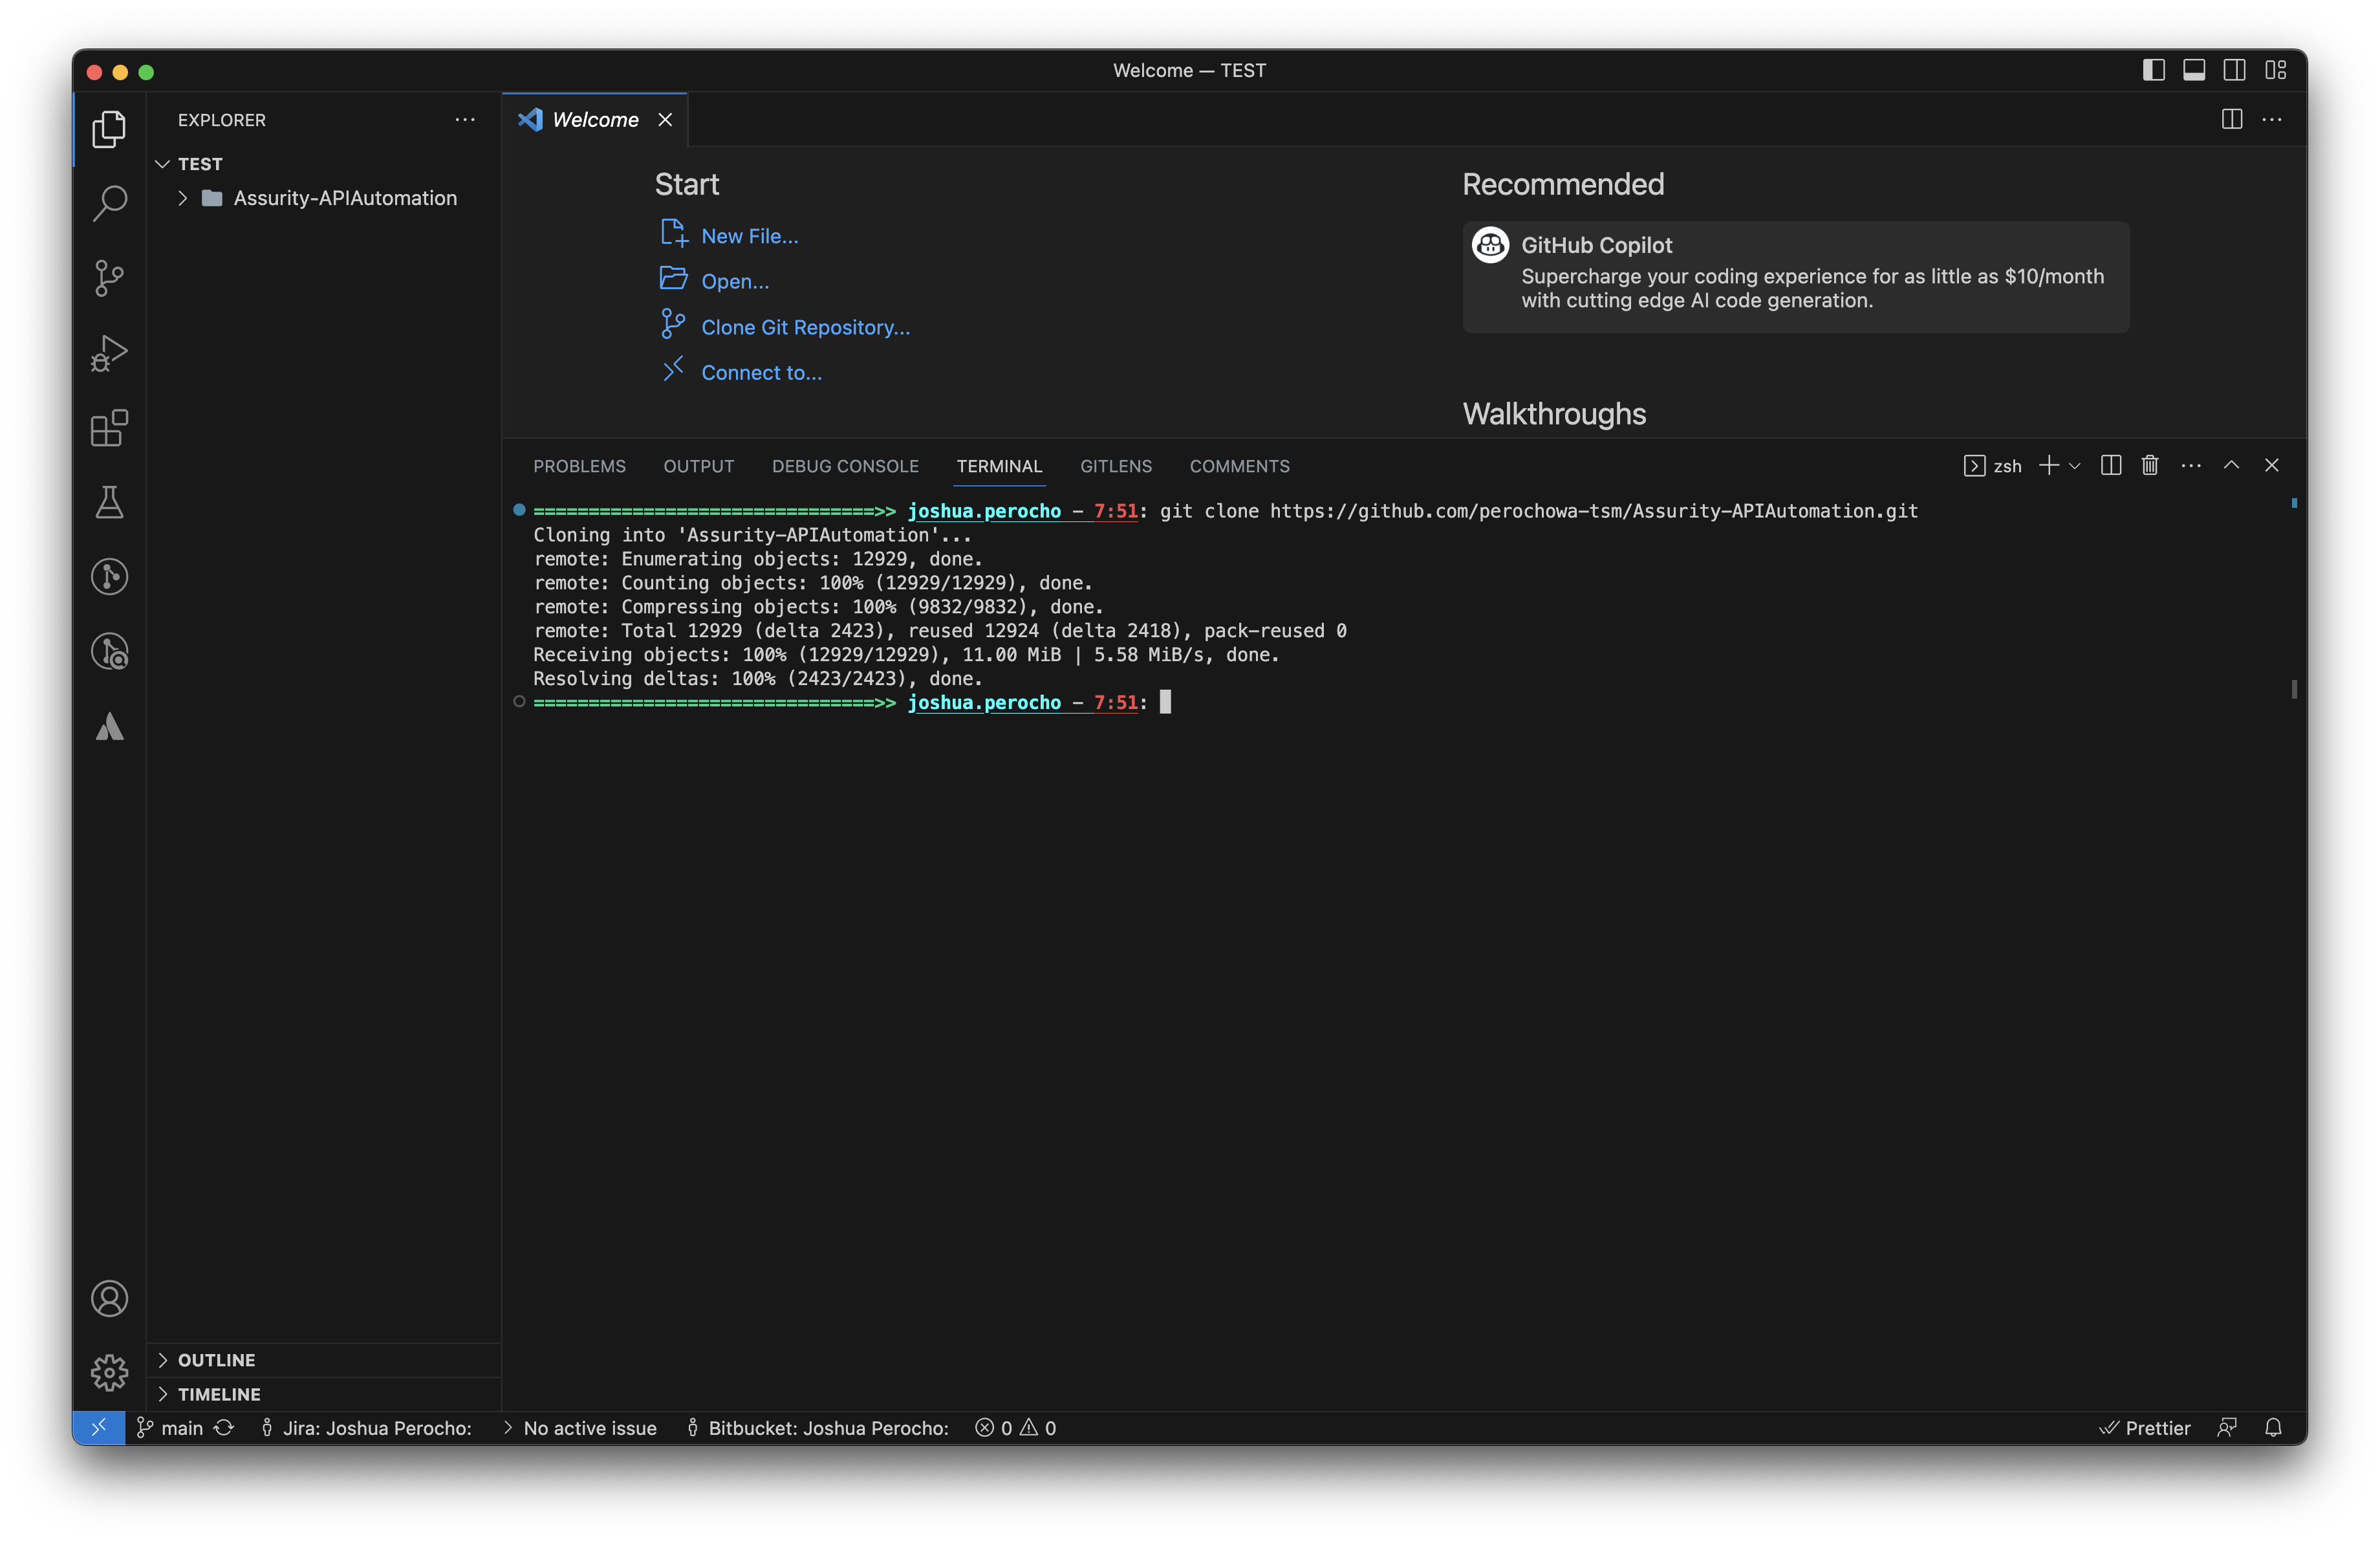 Welcome — TEST
EXPLORER
TEST
Assurity-APIAutomation
Welcome
Start
New File...
Open...
Clone Git Repository...
Connect to...
Recommended
GitHub Copilot
Supercharge your coding experience for as little as $10/month
with cutting edge AI code generation.
Walkthroughs
PROBLEMS OUTPUT DEBUG CONSOLE TERMINAL GITLENS COMMENTS
zsh
===============================>> joshua.perocho – 7:51: git clone https://github.com/perochowa-tsm/Assurity-APIAutomation.git
Cloning into 'Assurity-APIAutomation'...
remote: Enumerating objects: 12929, done.
remote: Counting objects: 100% (12929/12929), done.
remote: Compressing objects: 100% (9832/9832), done.
remote: Total 12929 (delta 2423), reused 12924 (delta 2418), pack-reused 0
Receiving objects: 100% (12929/12929), 11.00 MiB | 5.58 MiB/s, done.
Resolving deltas: 100% (2423/2423), done.
===============================>> joshua.perocho – 7:51:
OUTLINE
TIMELINE
main Jira: Joshua Perocho: No active issue Bitbucket: Joshua Perocho: 0 0 Prettier